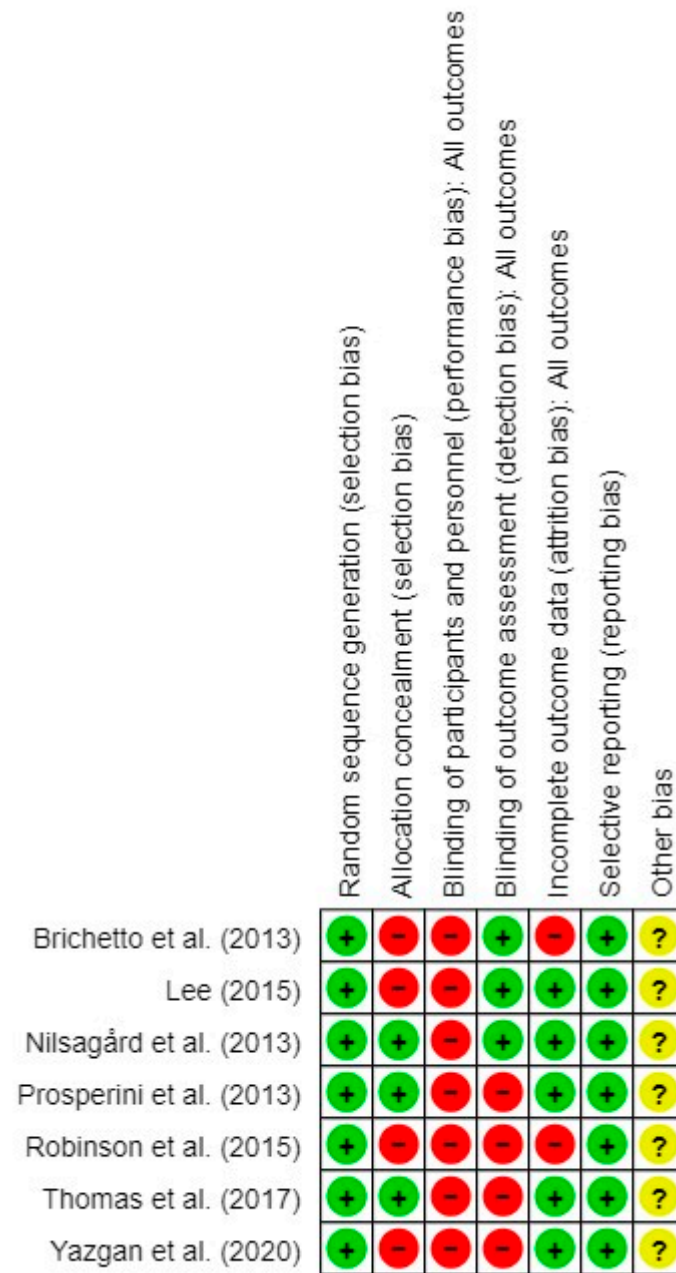 Random sequence generation (selection bias)
Allocation concealment (selection bias)
Blinding of participants and personnel (performance bias): All outcomes
Blinding of outcome assessment (detection bias): All outcomes
Incomplete outcome data (attrition bias): All outcomes
Selective reporting (reporting bias)
Other bias
Brichetto et al. (2013) + - - + - + ?
Lee (2015) + - - + + + ?
Nilsagård et al. (2013) + + - + + + ?
Prosperini et al. (2013) + + - - + + ?
Robinson et al. (2015) + - - - - + ?
Thomas et al. (2017) + + - - + + ?
Yazgan et al. (2020) + - - - + + ?